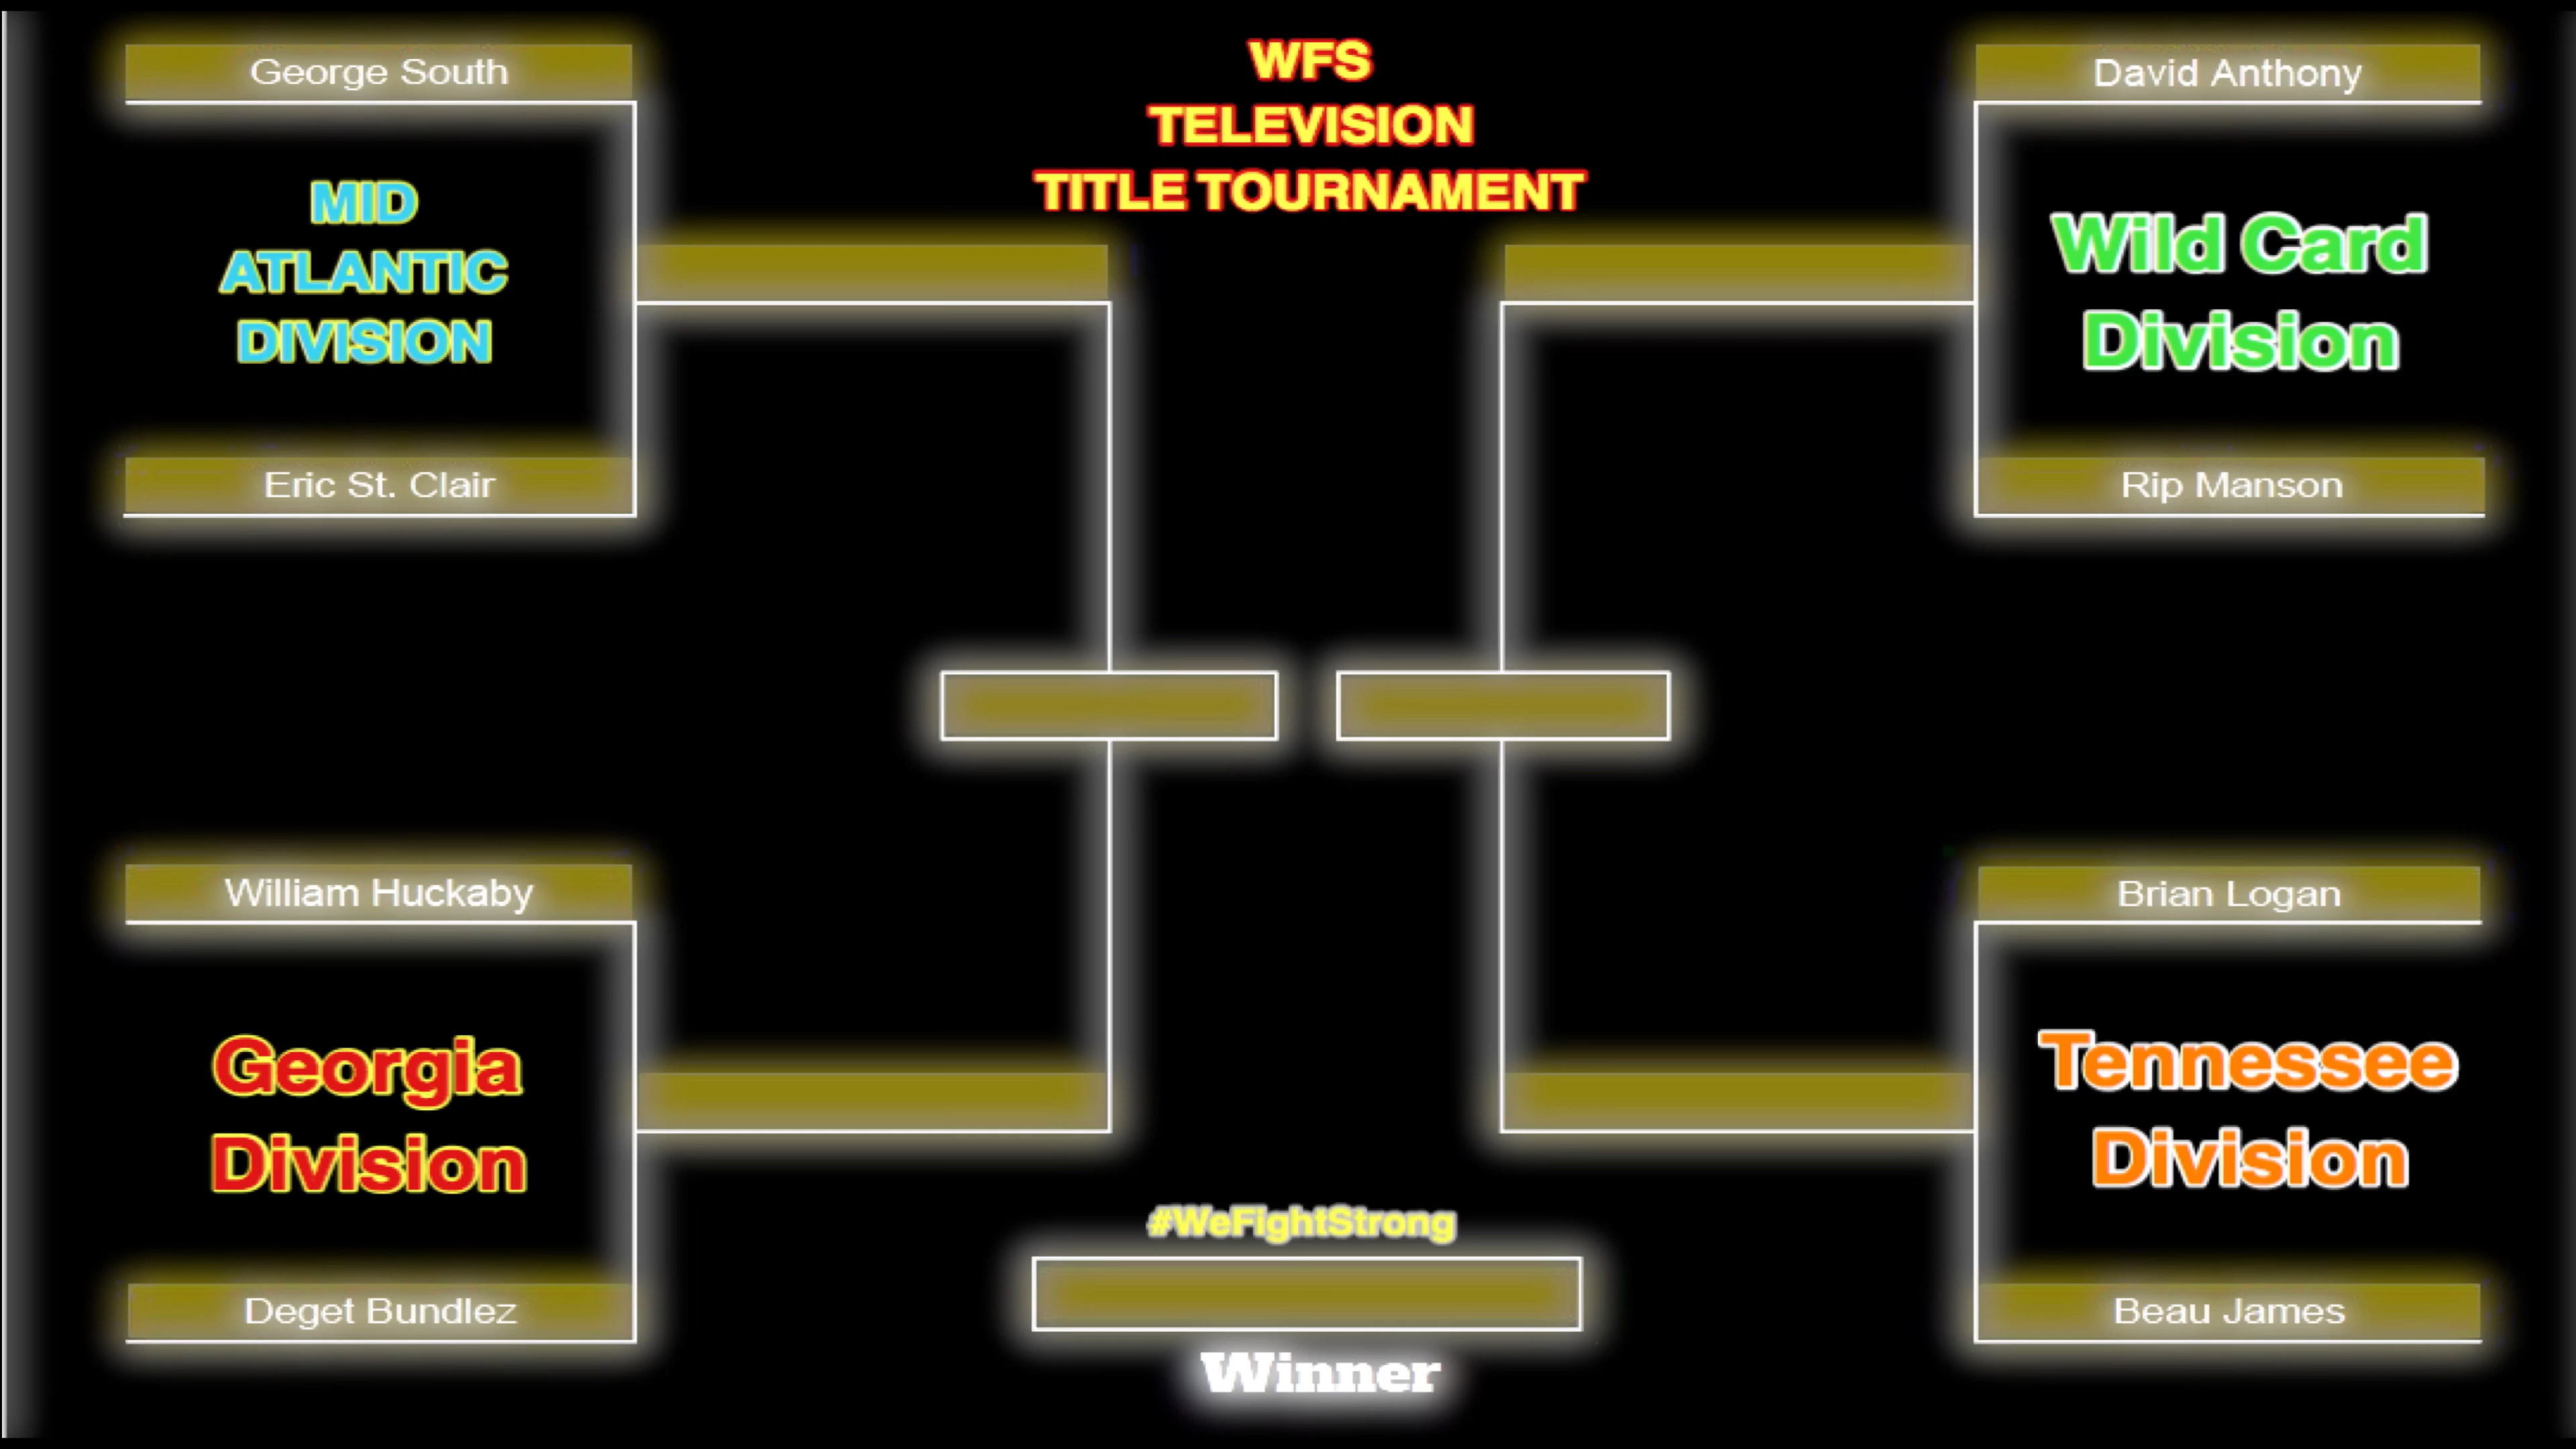 George South
MID
ATLANTIC
DIVISION
Eric St. Clair
William Huckaby
Georgia
Division
Deget Bundlez
WFS
TELEVISION
TITLE TOURNAMENT
#WeFightStrong
Winner
David Anthony
Wild Card
Division
Rip Manson
Brian Logan
Tennessee
Division
Beau James